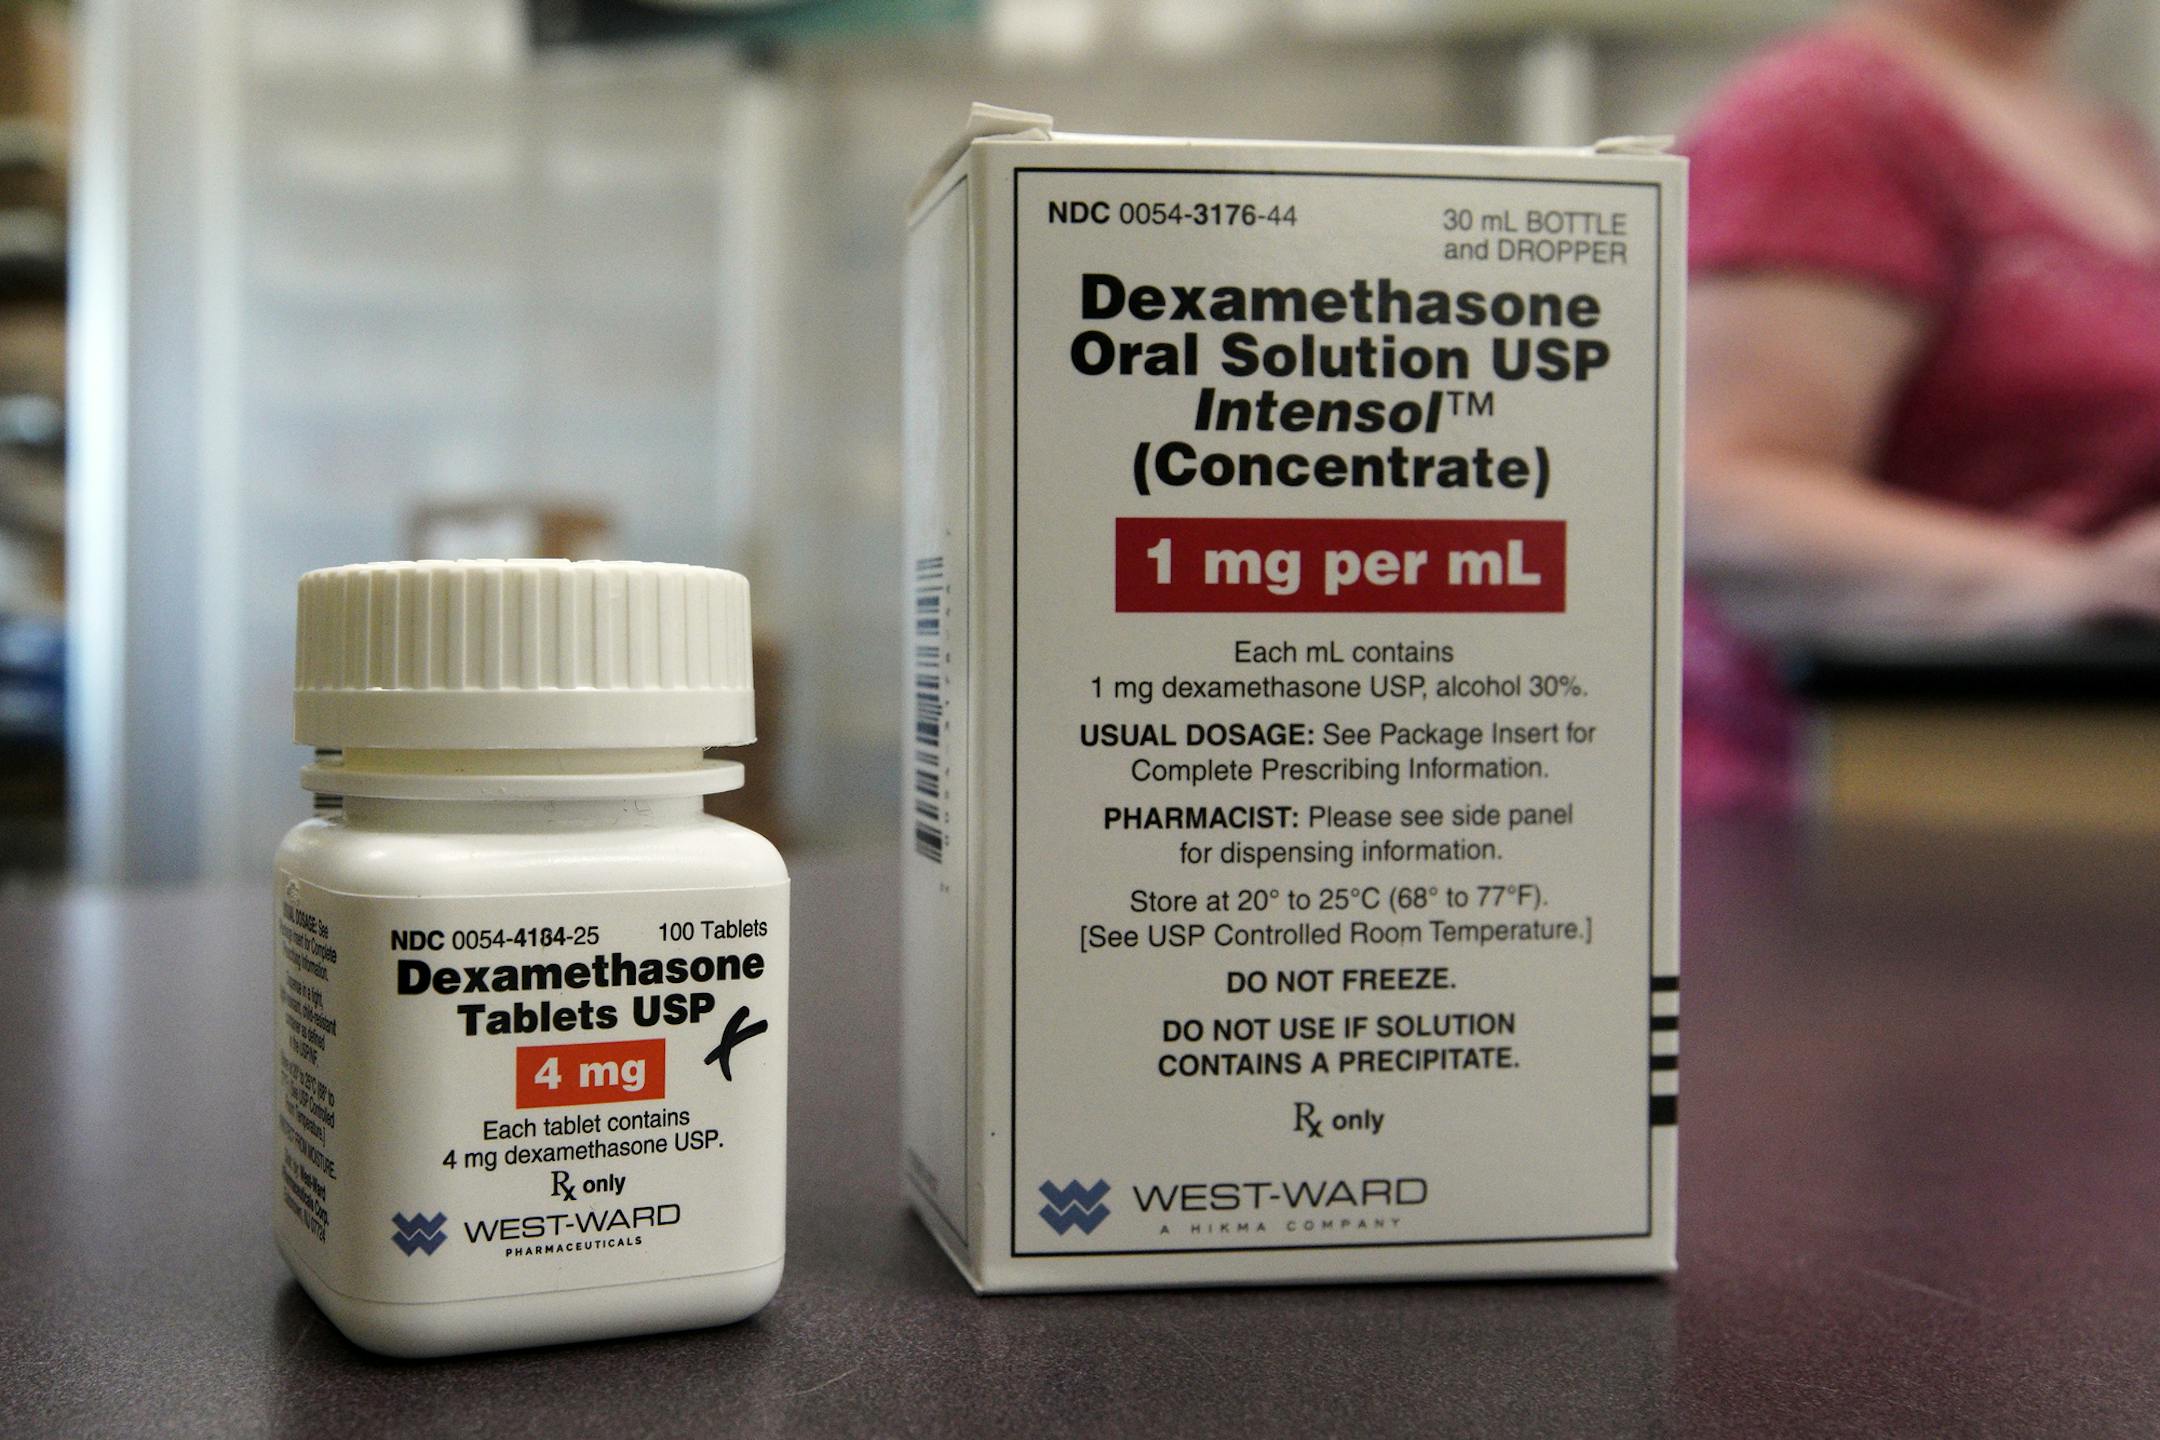 NDC 0054-4184-25 100 Tablets
Dexamethasone
Tablets USP
4 mg
Each tablet contains
4 mg dexamethasone USP.
Rx only
WEST-WARD
PHARMACEUTICALS
NDC 0054-3176-44
30 mL BOTTLE
and DROPPER
Dexamethasone
Oral Solution USP
Intensol™
(Concentrate)
1 mg per mL
Each mL contains
1 mg dexamethasone USP, alcohol 30%.
USUAL DOSAGE: See Package Insert for
Complete Prescribing Information.
PHARMACIST: Please see side panel
for dispensing information.
Store at 20° to 25°C (68° to 77°F).
[See USP Controlled Room Temperature.]
DO NOT FREEZE.
DO NOT USE IF SOLUTION
CONTAINS A PRECIPITATE.
Rx only
WEST-WARD
A HIKMA COMPANY